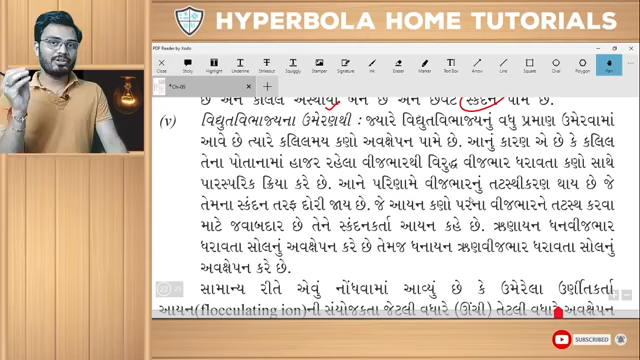 HYPERBOLA HOME TUTORIALS
PDF Reader by Xodo
Close Sticky Highlight Underline Strikeout Squiggly Stamper Signature Ink Eraser Text Box Arrow Line Square Oval Polygon Pan
*Ch-05
છે અને કલિલ અસ્થાયી બને છે અને છેવટે સ્કંદન પામે છે.
(v) વિદ્યુતવિભાજ્યના ઉમેરણથી : જ્યારે વિદ્યુતવિભાજ્યનું વધુ પ્રમાણ ઉમેરવામાં
આવે છે ત્યારે કલિલમય કણો અવક્ષેપન પામે છે. આનું કારણ એ છે કે કલિલ
તેના પોતાનામાં હાજર રહેલા વીજભારથી વિરુદ્ધ વીજભાર ધરાવતા કણો સાથે
પારસ્પરિક ક્રિયા કરે છે. આને પરિણામે વીજભારનું તટસ્થીકરણ થાય છે જે
તેમના સ્કંદન તરફ દોરી જાય છે. જે આયન કણો પરના વીજભારને તટસ્થ કરવા
માટે જવાબદાર છે તેને સ્કંદનકર્તા આયન કહે છે. ઋણાયન ધનવીજભાર
ધરાવતા સોલનું અવક્ષેપન કરે છે તેમજ ધનાયન ઋણવીજભાર ધરાવતા સોલનું
અવક્ષેપન કરે છે.
સામાન્ય રીતે એવું નોંધવામાં આવ્યું છે કે ઉમેરેલા ઉર્ણીતકર્તા
આયન(flocculating ion)ની સંયોજકતા જેટલી વધારે (ઊંચી) તેટલી વધારે અવક્ષેપન
SUBSCRIBED